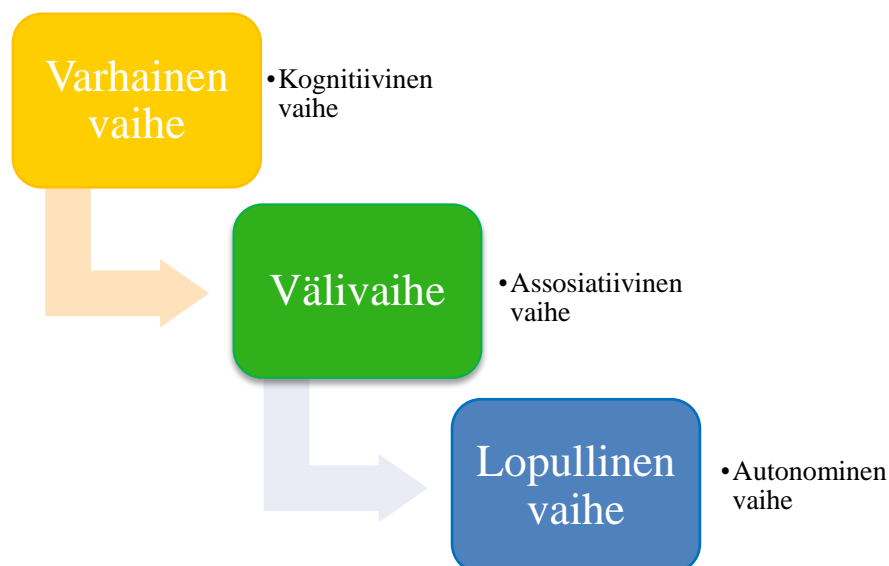 Varhainen
vaihe
•Kognitiivinen
vaihe
Välivaihe
•Assosiatiivinen
vaihe
Lopullinen
vaihe
•Autonominen
vaihe